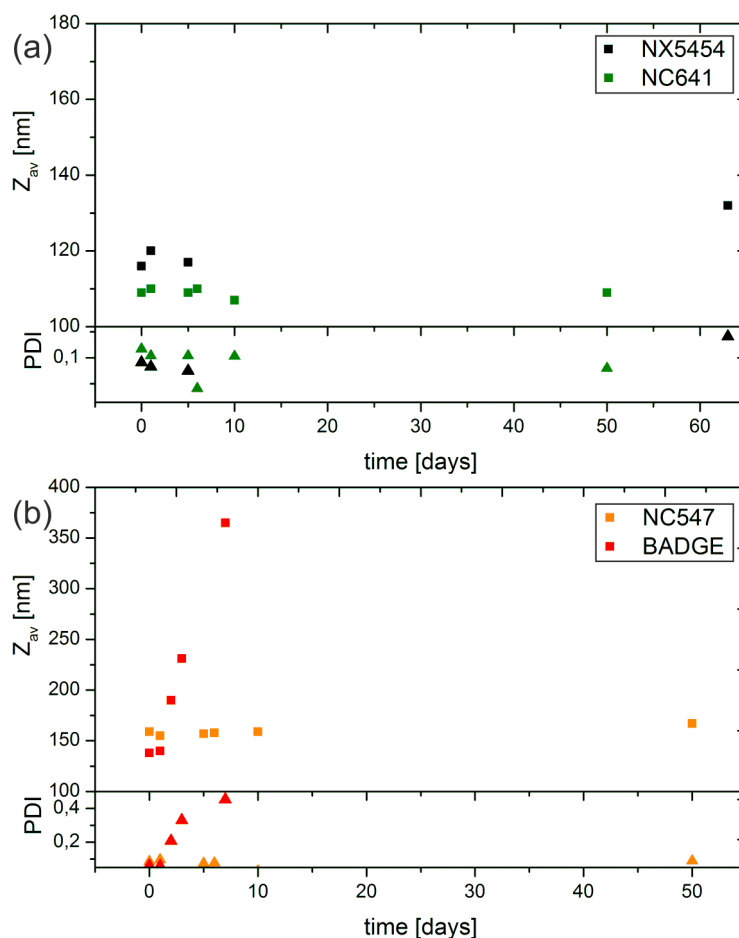 (a)
NX5454
NC641
Z_av [nm]
180
160
140
120
100
PDI
0,1
0 10 20 30 40 50 60
time [days]
(b)
NC547
BADGE
Z_av [nm]
400
350
300
250
200
150
100
PDI
0,4
0,2
0 10 20 30 40 50
time [days]